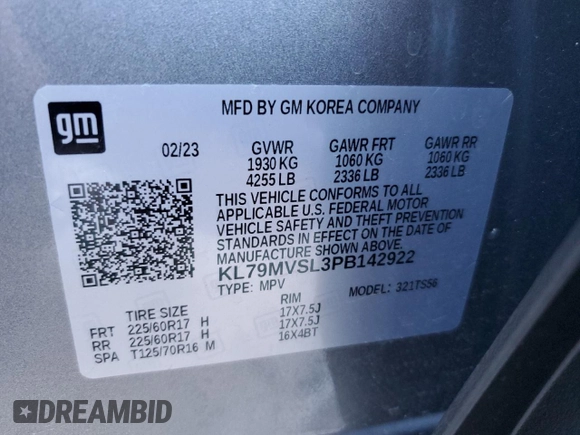 gm
MFD BY GM KOREA COMPANY
02/23 GVWR GAWR FRT GAWR RR
1930 KG 1060 KG 1060 KG
4255 LB 2336 LB 2336 LB
THIS VEHICLE CONFORMS TO ALL
APPLICABLE U.S. FEDERAL MOTOR
VEHICLE SAFETY AND THEFT PREVENTION
STANDARDS IN EFFECT ON THE DATE OF
MANUFACTURE SHOWN ABOVE.
KL79MVSL3PB142922
TYPE: MPV MODEL: 321TS56
TIRE SIZE RIM
FRT 225/60R17 H 17X7.5J
RR 225/60R17 H 17X7.5J
SPA T125/70R16 M 16X4BT
DREAMBID